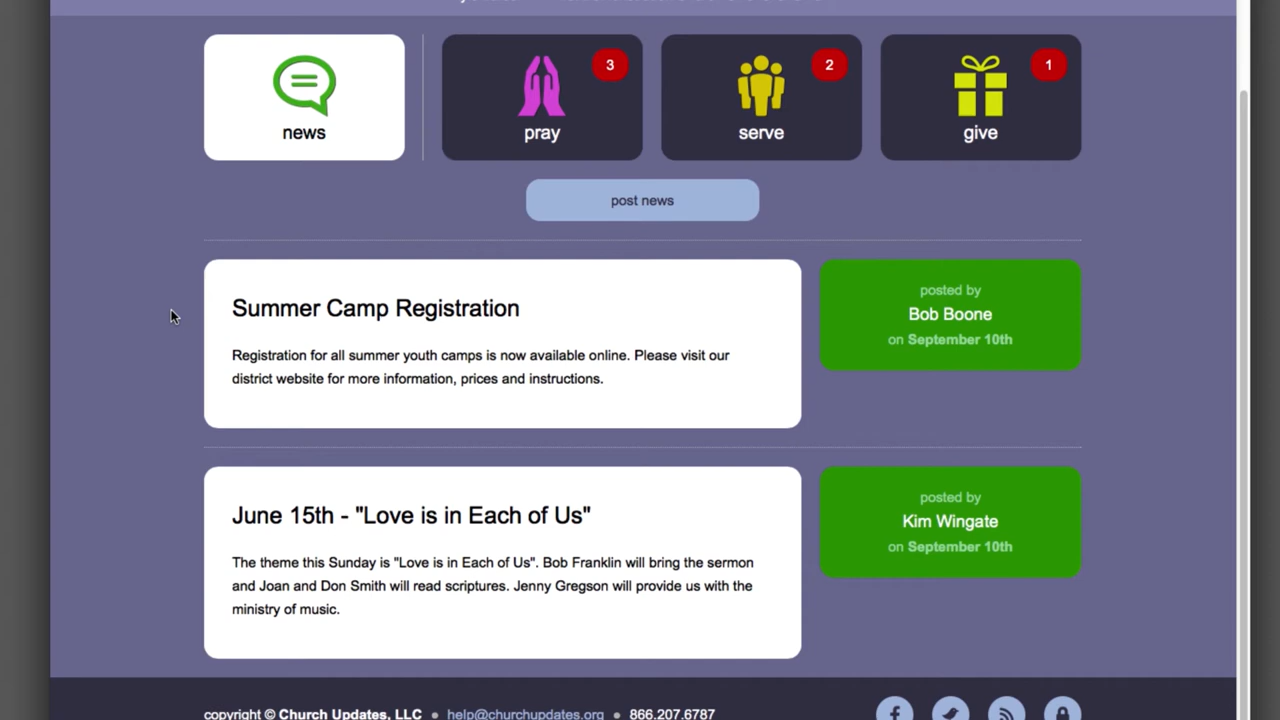 news
3
pray
2
serve
1
give
post news
Summer Camp Registration
Registration for all summer youth camps is now available online. Please visit our
district website for more information, prices and instructions.
posted by
Bob Boone
on September 10th
June 15th - "Love is in Each of Us"
The theme this Sunday is "Love is in Each of Us". Bob Franklin will bring the sermon
and Joan and Don Smith will read scriptures. Jenny Gregson will provide us with the
ministry of music.
posted by
Kim Wingate
on September 10th
copyright © Church Updates, LLC • help@churchupdates.org • 866.207.6787